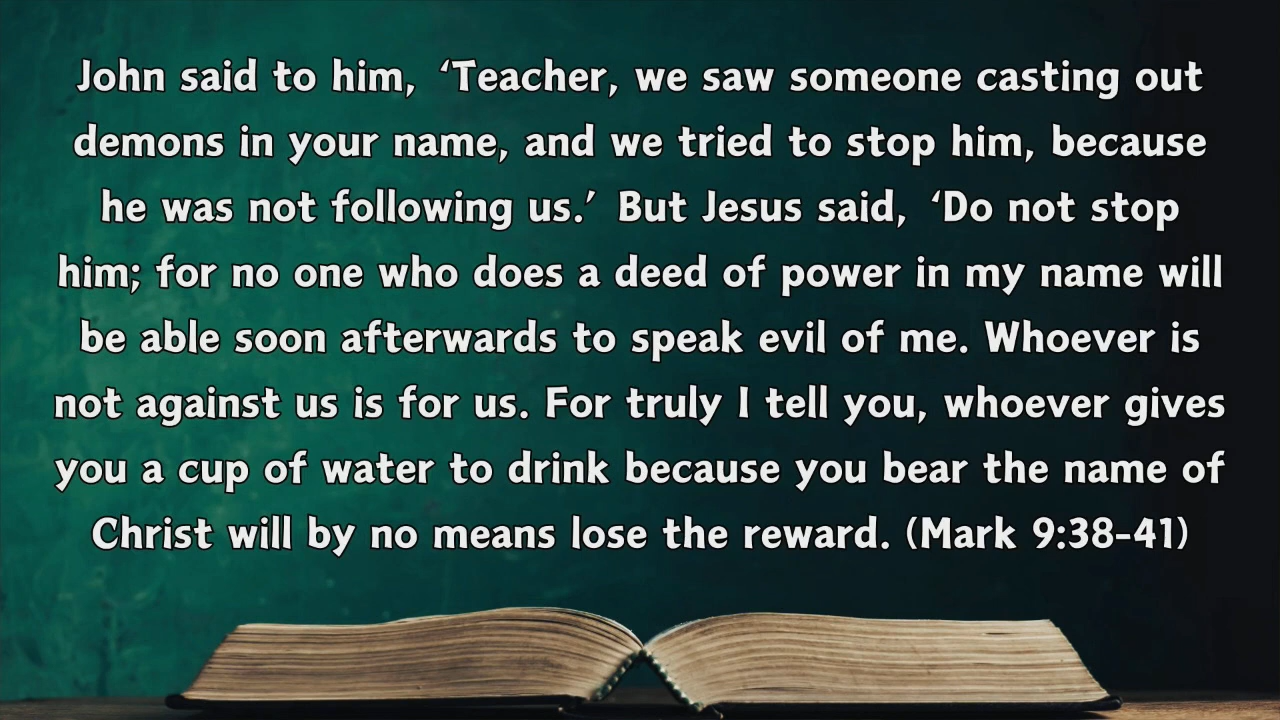 John said to him, ‘Teacher, we saw someone casting out
demons in your name, and we tried to stop him, because
he was not following us.’ But Jesus said, ‘Do not stop
him; for no one who does a deed of power in my name will
be able soon afterwards to speak evil of me. Whoever is
not against us is for us. For truly I tell you, whoever gives
you a cup of water to drink because you bear the name of
Christ will by no means lose the reward. (Mark 9:38-41)